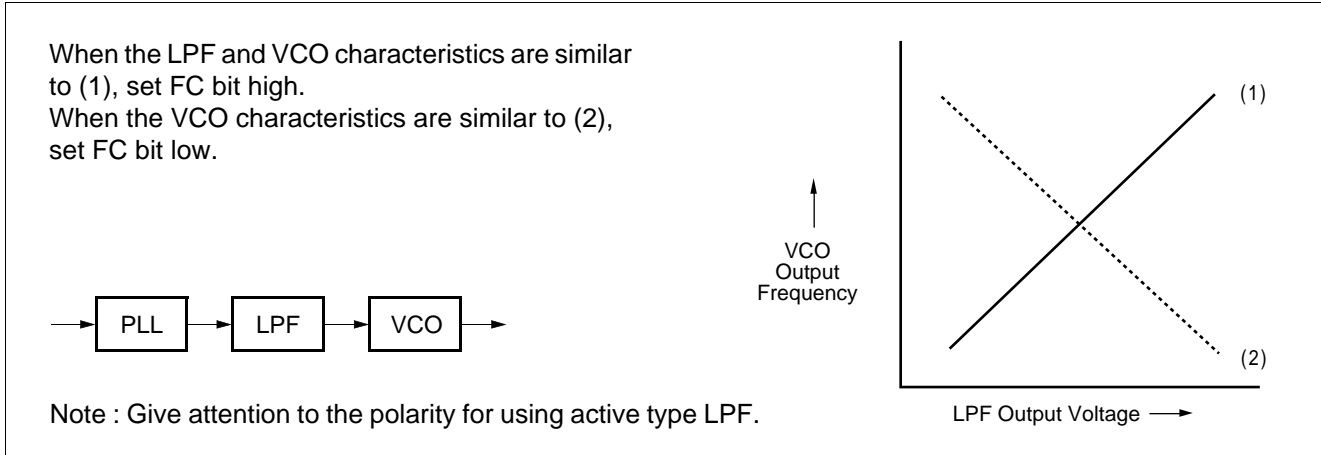 When the LPF and VCO characteristics are similar
to (1), set FC bit high.
When the VCO characteristics are similar to (2),
set FC bit low.
PLL
LPF
VCO
Note : Give attention to the polarity for using active type LPF.
VCO
Output
Frequency
(1)
(2)
LPF Output Voltage